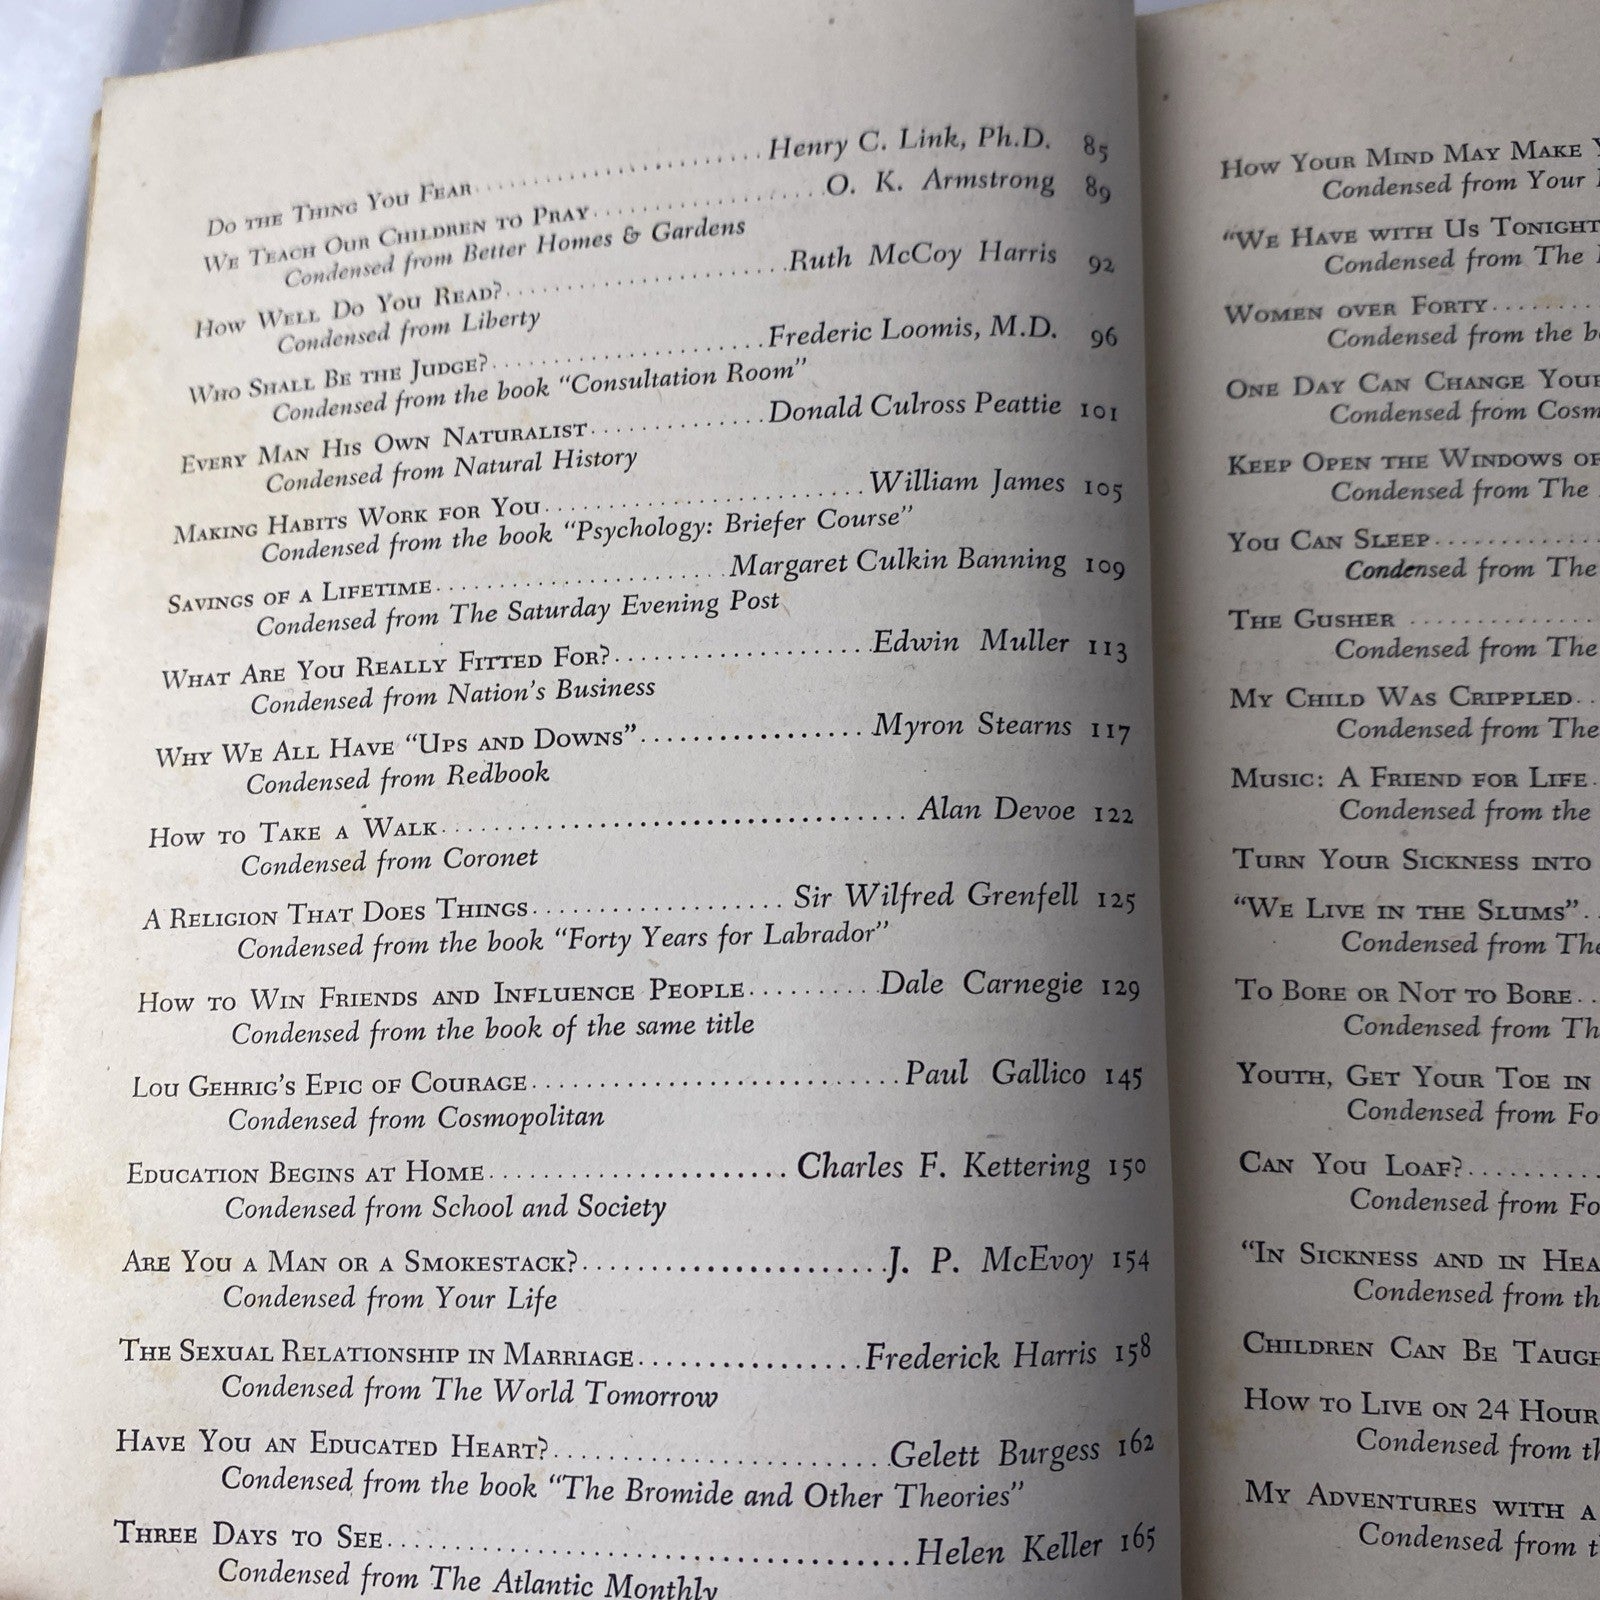 Do the Thing You Fear..............................Henry C. Link, Ph.D. 85
We Teach Our Children to Pray......................O. K. Armstrong 89
Condensed from Better Homes & Gardens
How Well Do You Read?..........................Ruth McCoy Harris 92
Condensed from Liberty
Who Shall Be the Judge?..........................Frederic Loomis, M.D. 96
Condensed from the book "Consultation Room"
Every Man His Own Naturalist................Donald Culross Peattie 101
Condensed from Natural History
Making Habits Work for You..............................William James 105
Condensed from the book "Psychology: Briefer Course"
Savings of a Lifetime..........................Margaret Culkin Banning 109
Condensed from The Saturday Evening Post
What Are You Really Fitted For?......................Edwin Muller 113
Condensed from Nation's Business
Why We All Have "Ups and Downs"..................Myron Stearns 117
Condensed from Redbook
How to Take a Walk........................................Alan Devoe 122
Condensed from Coronet
A Religion That Does Things....................Sir Wilfred Grenfell 125
Condensed from the book "Forty Years for Labrador"
How to Win Friends and Influence People..........Dale Carnegie 129
Condensed from the book of the same title
Lou Gehrig's Epic of Courage..............................Paul Gallico 145
Condensed from Cosmopolitan
Education Begins at Home........................Charles F. Kettering 150
Condensed from School and Society
Are You a Man or a Smokestack?........................J. P. McEvoy 154
Condensed from Your Life
The Sexual Relationship in Marriage..................Frederick Harris 158
Condensed from The World Tomorrow
Have You an Educated Heart?..........................Gelett Burgess 162
Condensed from the book "The Bromide and Other Theories"
Three Days to See........................................Helen Keller 165
Condensed from The Atlantic Monthly
How Your Mind May Make
Condensed from Your
"We Have with Us Tonight
Condensed from The
Women over Forty..........
Condensed from the
One Day Can Change Your
Condensed from
Keep Open the Windows of
Condensed from The
You Can Sleep..............
Condensed from The
The Gusher ................
Condensed from The
My Child Was Crippled..
Condensed from The
Music: A Friend for Life.
Condensed from the
Turn Your Sickness into
"We Live in the Slums"..
Condensed from The
To Bore or Not to Bore..
Condensed from
Youth, Get Your Toe in
Condensed from
Can You Loaf?............
Condensed from
"In Sickness and in
Condensed from
Children Can Be
How to Live on 24
Condensed from
My Adventures with a
Condensed from